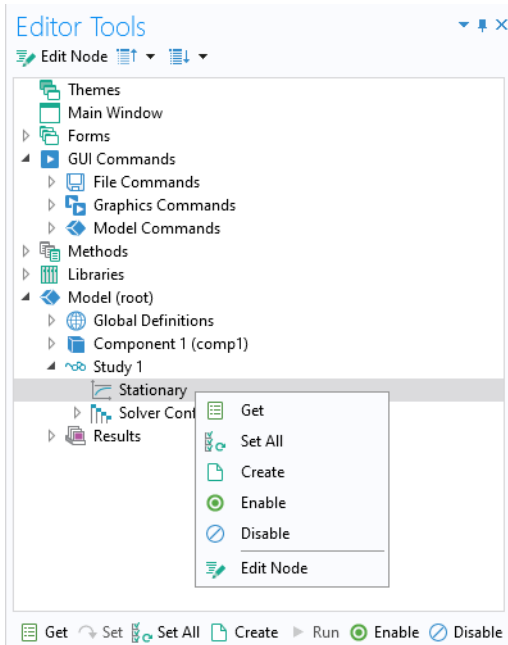 Editor Tools
Edit Node
Themes
Main Window
Forms
GUI Commands
File Commands
Graphics Commands
Model Commands
Methods
Libraries
Model (root)
Global Definitions
Component 1 (comp1)
Study 1
Stationary
Solver Conf
Results
Get
Set All
Create
Enable
Disable
Edit Node
Get Set Set All Create Run Enable Disable